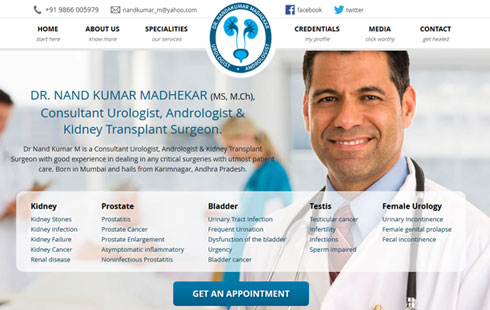 +91 9866 005979 nandkumar_m@yahoo.com facebook twitter
HOME ABOUT US SPECIALITIES CREDENTIALS MEDIA CONTACT
start here know more our services my profile click worthy get healed
DR. NANDAKUMAR MADHEKAR
UROLOGIST ANDROLOGIST
DR. NAND KUMAR MADHEKAR (MS, M.Ch),
Consultant Urologist, Andrologist &
Kidney Transplant Surgeon.
Dr Nand Kumar M is a Consultant Urologist, Andrologist & Kidney Transplant
Surgeon with good experience in dealing in any critical surgeries with utmost patient
care. Born in Mumbai and hails from Karimnagar, Andhra Pradesh.
Kidney
Kidney Stones
Kidney Infection
Kidney Failure
Kidney Cancer
Renal disease
Prostate
Prostatitis
Prostate Cancer
Prostate Enlargement
Asymptomatic inflammatory
Noninfectious Prostatitis
Bladder
Urinary Tract Infection
Frequent Urination
Dysfunction of the bladder
Urgency
Bladder cancer
Testis
Testicular cancer
Infertility
Infections
Sperm impaired
Female Urology
Urinary Incontinence
Female genital prolapse
Fecal incontinence
GET AN APPOINTMENT